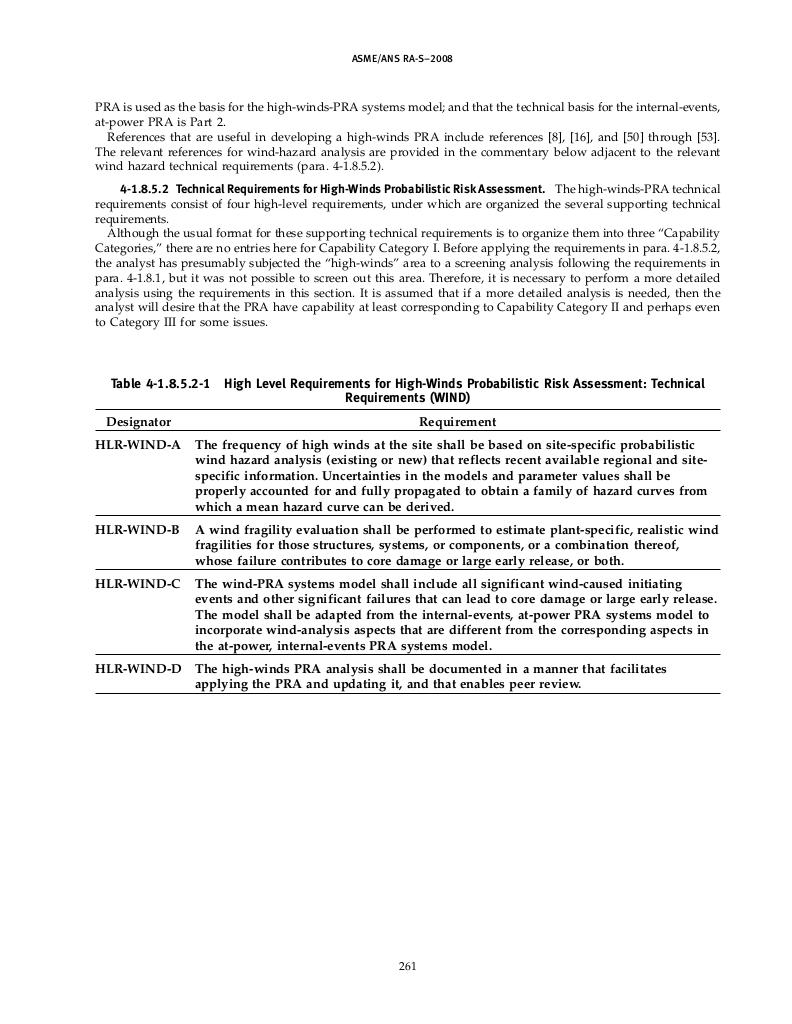 ASME/ANS RA-S–2008
PRA is used as the basis for the high-winds-PRA systems model; and that the technical basis for the internal-events,
at-power PRA is Part 2.
References that are useful in developing a high-winds PRA include references [8], [16], and [50] through [53].
The relevant references for wind-hazard analysis are provided in the commentary below adjacent to the relevant
wind hazard technical requirements (para. 4-1.8.5.2).
4-1.8.5.2 Technical Requirements for High-Winds Probabilistic Risk Assessment. The high-winds-PRA technical
requirements consist of four high-level requirements, under which are organized the several supporting technical
requirements.
Although the usual format for these supporting technical requirements is to organize them into three “Capability
Categories,” there are no entries here for Capability Category I. Before applying the requirements in para. 4-1.8.5.2,
the analyst has presumably subjected the “high-winds” area to a screening analysis following the requirements in
para. 4-1.8.1, but it was not possible to screen out this area. Therefore, it is necessary to perform a more detailed
analysis using the requirements in this section. It is assumed that if a more detailed analysis is needed, then the
analyst will desire that the PRA have capability at least corresponding to Capability Category II and perhaps even
to Category III for some issues.
Table 4-1.8.5.2-1 High Level Requirements for High-Winds Probabilistic Risk Assessment: Technical
Requirements (WIND)
Designator Requirement
HLR-WIND-A The frequency of high winds at the site shall be based on site-specific probabilistic
wind hazard analysis (existing or new) that reflects recent available regional and site-
specific information. Uncertainties in the models and parameter values shall be
properly accounted for and fully propagated to obtain a family of hazard curves from
which a mean hazard curve can be derived.
HLR-WIND-B A wind fragility evaluation shall be performed to estimate plant-specific, realistic wind
fragilities for those structures, systems, or components, or a combination thereof,
whose failure contributes to core damage or large early release, or both.
HLR-WIND-C The wind-PRA systems model shall include all significant wind-caused initiating
events and other significant failures that can lead to core damage or large early release.
The model shall be adapted from the internal-events, at-power PRA systems model to
incorporate wind-analysis aspects that are different from the corresponding aspects in
the at-power, internal-events PRA systems model.
HLR-WIND-D The high-winds PRA analysis shall be documented in a manner that facilitates
applying the PRA and updating it, and that enables peer review.
261